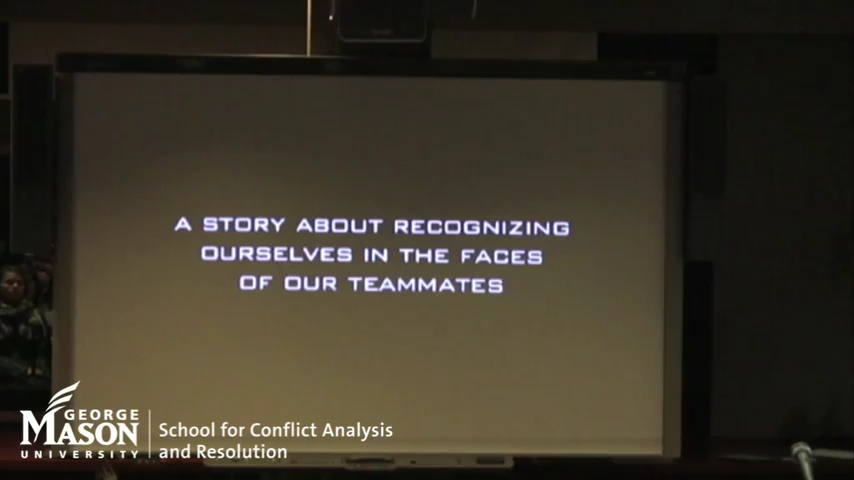 A STORY ABOUT RECOGNIZING
OURSELVES IN THE FACES
OF OUR TEAMMATES
GEORGE
MASON
UNIVERSITY
School for Conflict Analysis
and Resolution